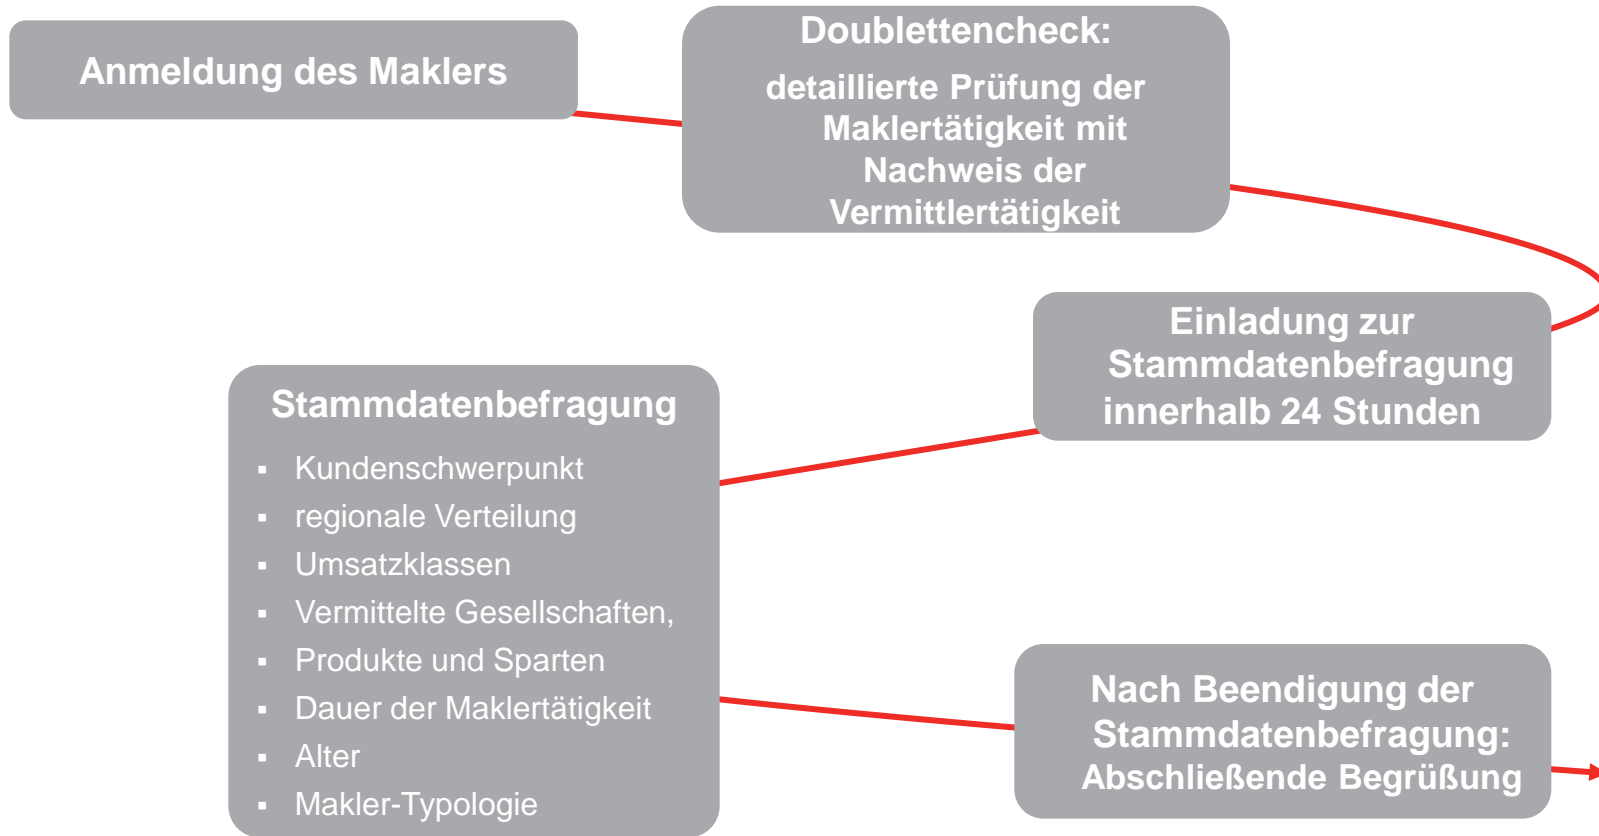 Anmeldung des Maklers
Doublettencheck:
detaillierte Prüfung der
Maklertätigkeit mit
Nachweis der
Vermittlertätigkeit
Einladung zur
Stammdatenbefragung
innerhalb 24 Stunden
Stammdatenbefragung
▪ Kundenschwerpunkt
▪ regionale Verteilung
▪ Umsatzklassen
▪ Vermittelte Gesellschaften,
▪ Produkte und Sparten
▪ Dauer der Maklertätigkeit
▪ Alter
▪ Makler-Typologie
Nach Beendigung der
Stammdatenbefragung:
Abschließende Begrüßung